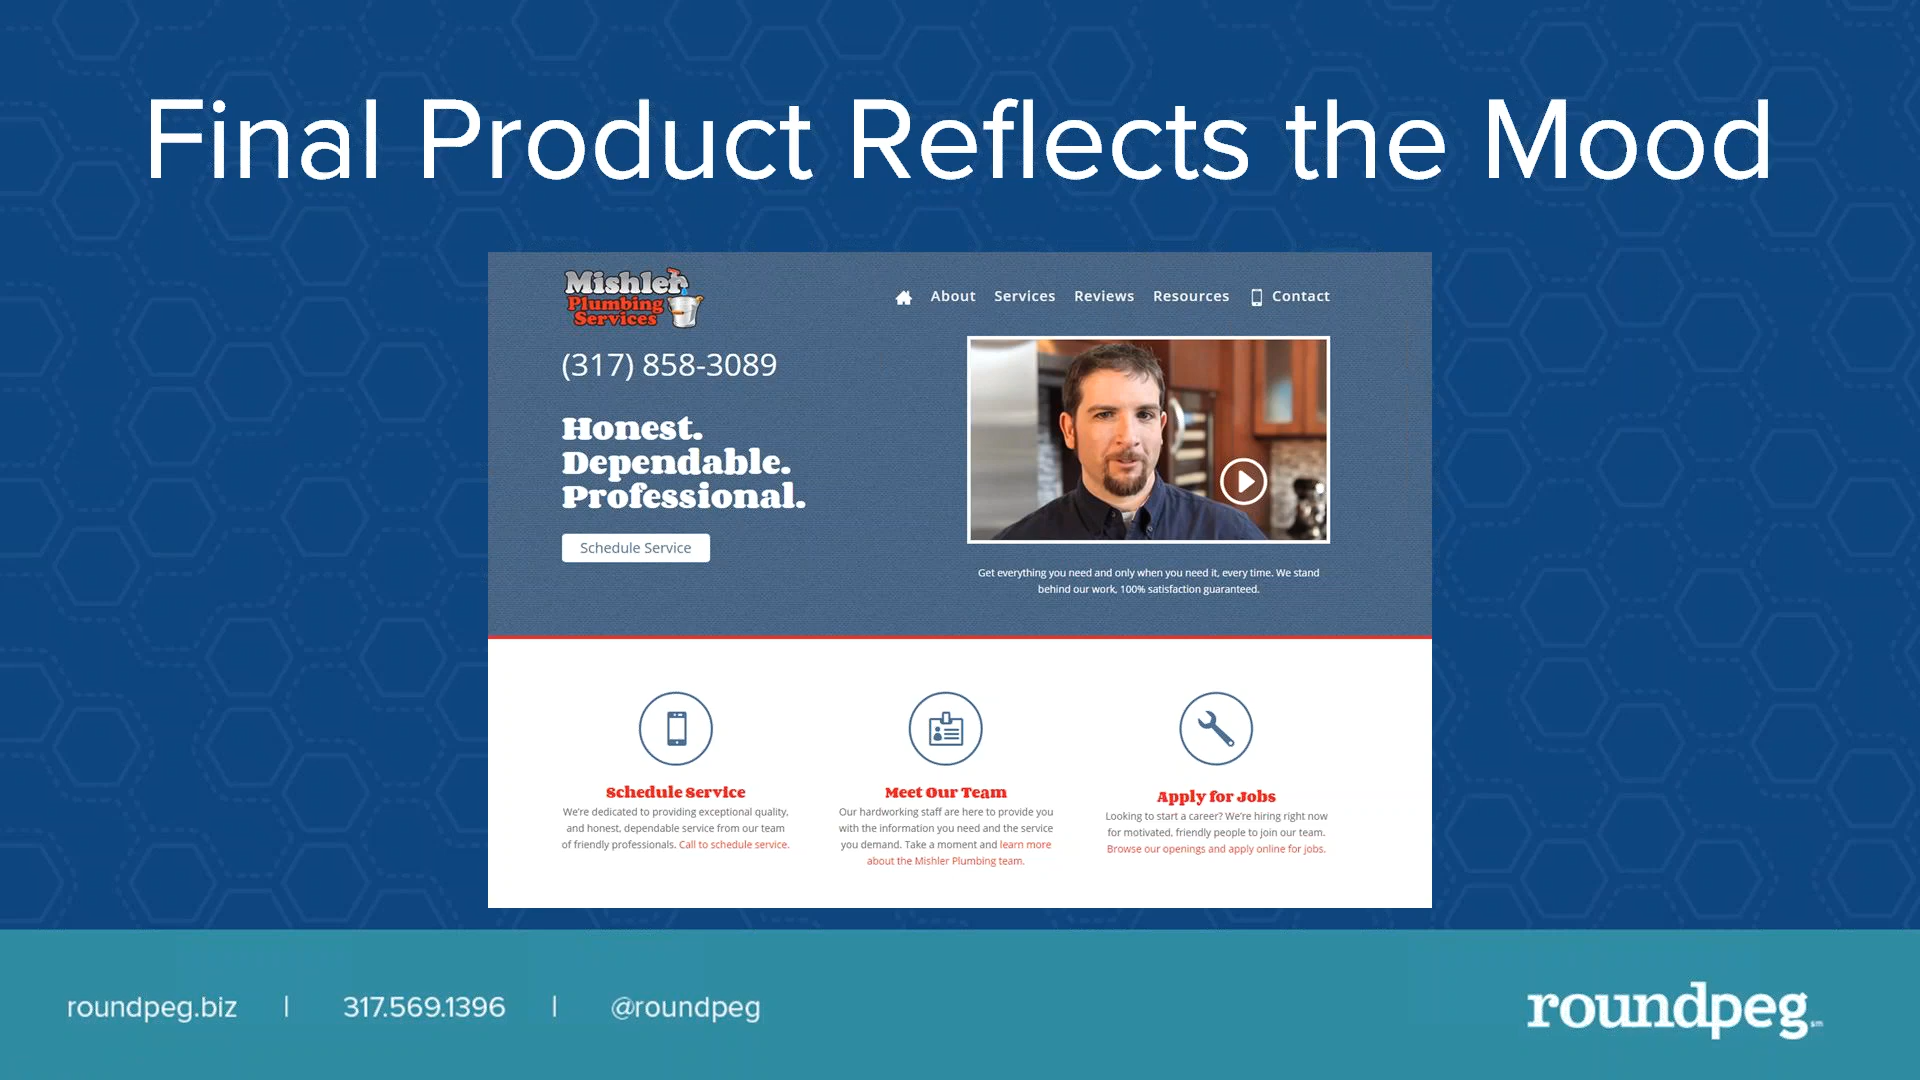 Final Product Reflects the Mood
Mishler
Plumbing
Services
About Services Reviews Resources Contact
(317) 858-3089
Honest.
Dependable.
Professional.
Schedule Service
Get everything you need and only when you need it, every time. We stand
behind our work, 100% satisfaction guaranteed.
Schedule Service
We're dedicated to providing exceptional quality,
and honest, dependable service from our team
of friendly professionals. Call to schedule service.
Meet Our Team
Our hardworking staff are here to provide you
with the information you need and the service
you demand. Take a moment and learn more
about the Mishler Plumbing team.
Apply for Jobs
Looking to start a career? We're hiring right now
for motivated, friendly people to join our team.
Browse our openings and apply online for jobs.
roundpeg.biz | 317.569.1396 | @roundpeg
roundpeg℠